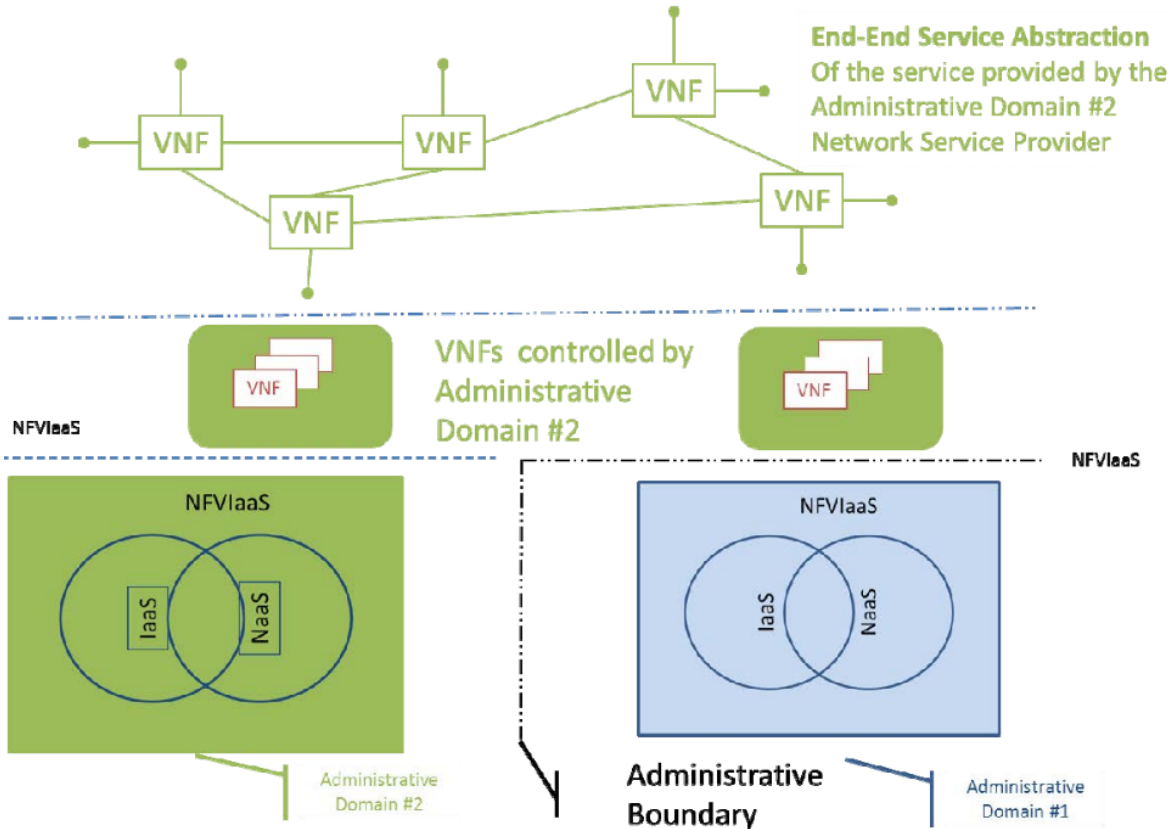 End-End Service Abstraction
Of the service provided by the
Administrative Domain #2
Network Service Provider
VNF
VNF
VNF
VNF
VNF
VNFs controlled by
Administrative
Domain #2
VNF
VNF
NFVIaaS
NFVIaaS
NFVIaaS
IaaS
NaaS
NFVIaaS
IaaS
NaaS
Administrative
Domain #2
Administrative
Boundary
Administrative
Domain #1